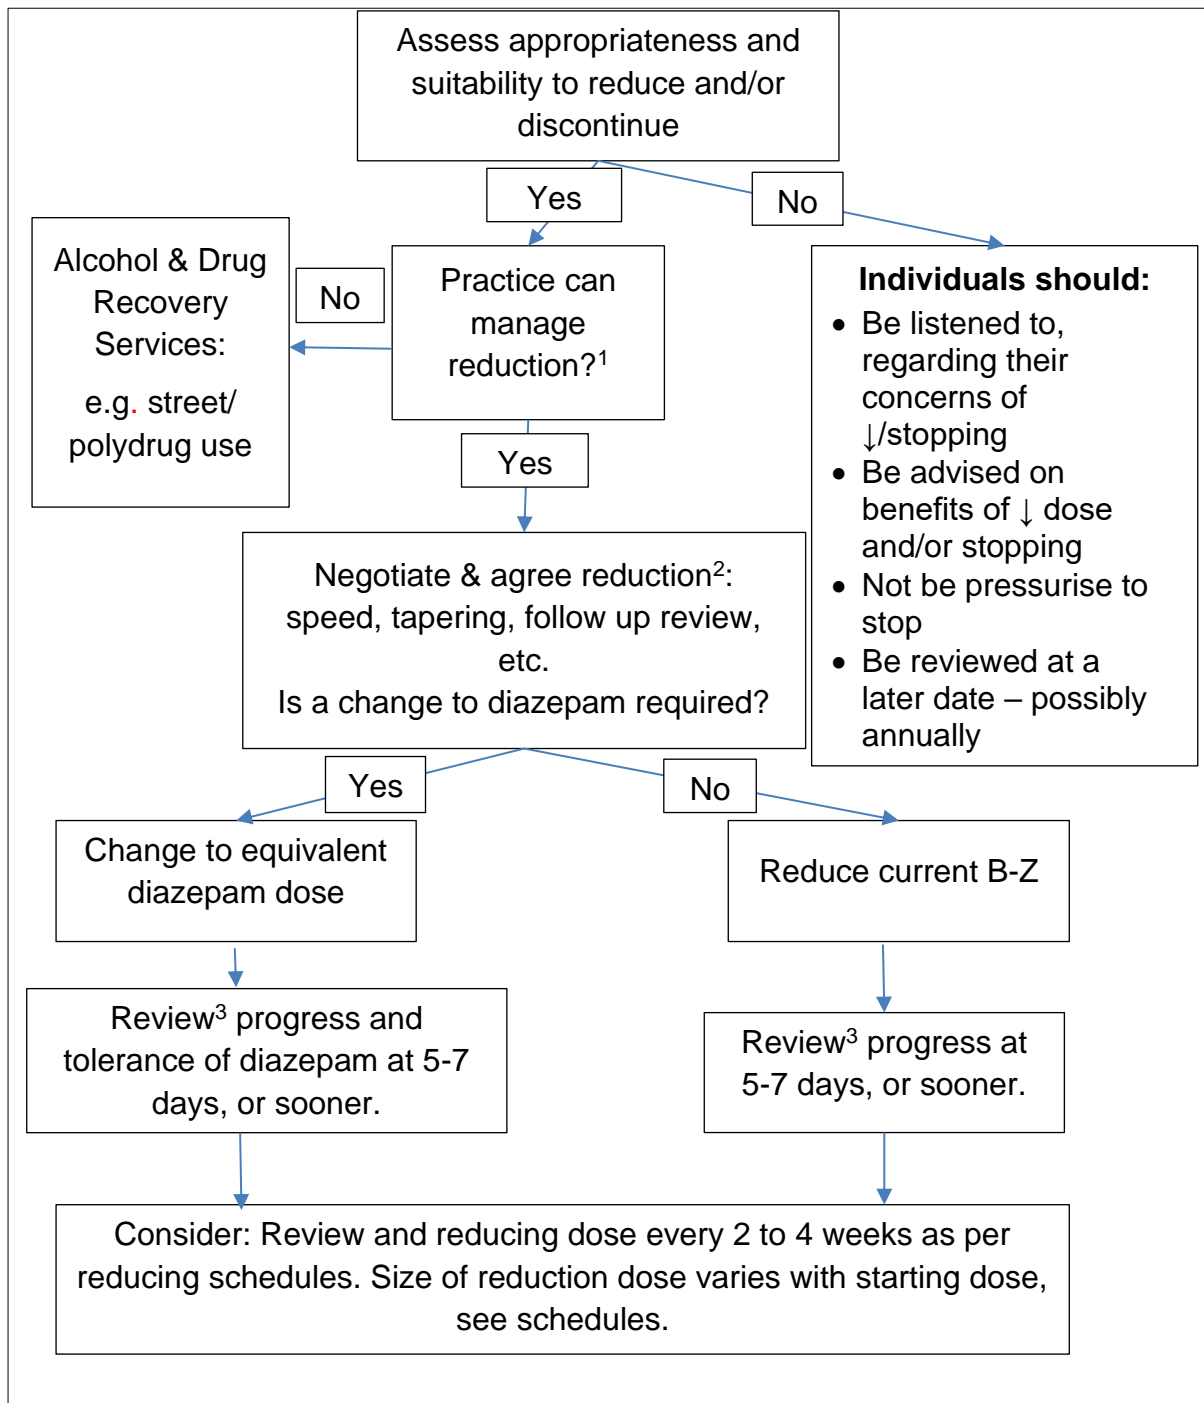 Assess appropriateness and
suitability to reduce and/or
discontinue
Yes
No
Alcohol & Drug
Recovery
Services:
e.g. street/
polydrug use
No
Practice can
manage
reduction?1
Individuals should:
• Be listened to,
regarding their
concerns of
↓/stopping
• Be advised on
benefits of ↓ dose
and/or stopping
• Not be pressurise to
stop
• Be reviewed at a
later date – possibly
annually
Yes
Negotiate & agree reduction2:
speed, tapering, follow up review,
etc.
Is a change to diazepam required?
Yes
No
Change to equivalent
diazepam dose
Reduce current B-Z
Review3 progress and
tolerance of diazepam at 5-7
days, or sooner.
Review3 progress at
5-7 days, or sooner.
Consider: Review and reducing dose every 2 to 4 weeks as per
reducing schedules. Size of reduction dose varies with starting dose,
see schedules.